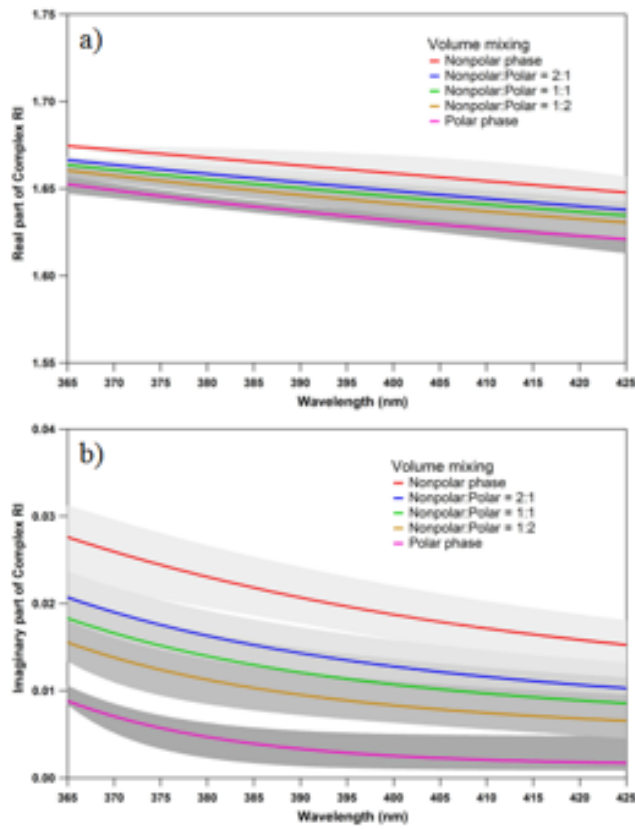 a)
1.75
1.70
1.65
1.60
1.55
Real part of Complex RI
Volume mixing
Nonpolar phase
Nonpolar:Polar = 2:1
Nonpolar:Polar = 1:1
Nonpolar:Polar = 1:2
Polar phase
365 370 375 380 385 390 395 400 405 410 415 420 425
Wavelength (nm)
b)
0.04
0.03
0.02
0.01
0.00
Imaginary part of Complex RI
Volume mixing
Nonpolar phase
Nonpolar:Polar = 2:1
Nonpolar:Polar = 1:1
Nonpolar:Polar = 1:2
Polar phase
365 370 375 380 385 390 395 400 405 410 415 420 425
Wavelength (nm)